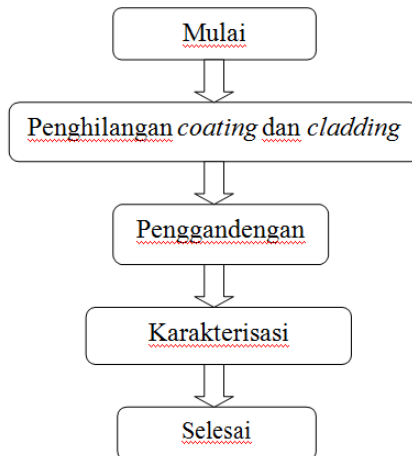 Mulai
Penghilangan coating dan cladding
Penggandengan
Karakterisasi
Selesai